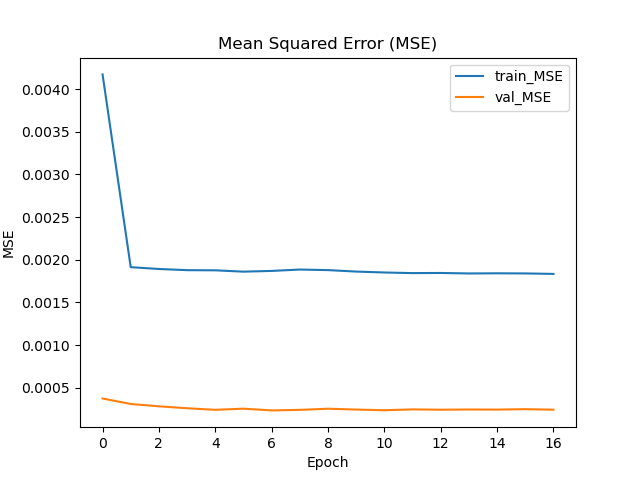 Mean Squared Error (MSE)
train_MSE
val_MSE
0.0040
0.0035
0.0030
0.0025
0.0020
0.0015
0.0010
0.0005
MSE
0 2 4 6 8 10 12 14 16
Epoch